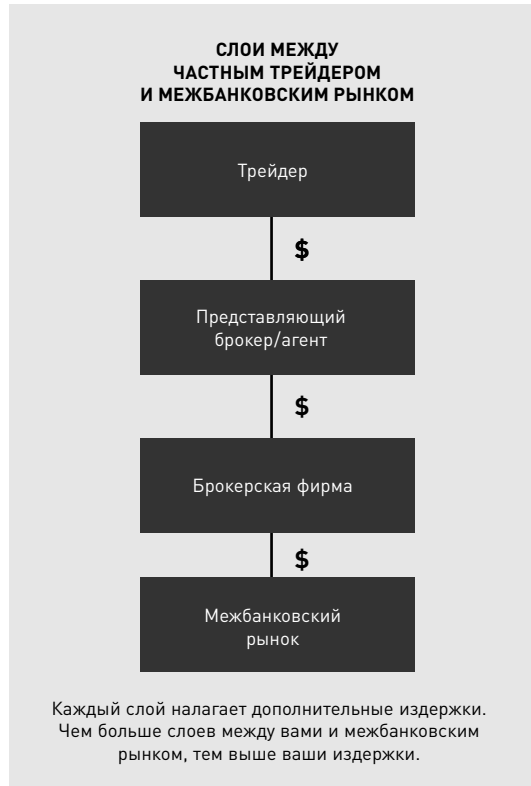 СЛОИ МЕЖДУ
ЧАСТНЫМ ТРЕЙДЕРОМ
И МЕЖБАНКОВСКИМ РЫНКОМ
Трейдер
$
Представляющий
брокер/агент
$
Брокерская фирма
$
Межбанковский
рынок
Каждый слой налагает дополнительные издержки.
Чем больше слоев между вами и межбанковским
рынком, тем выше ваши издержки.